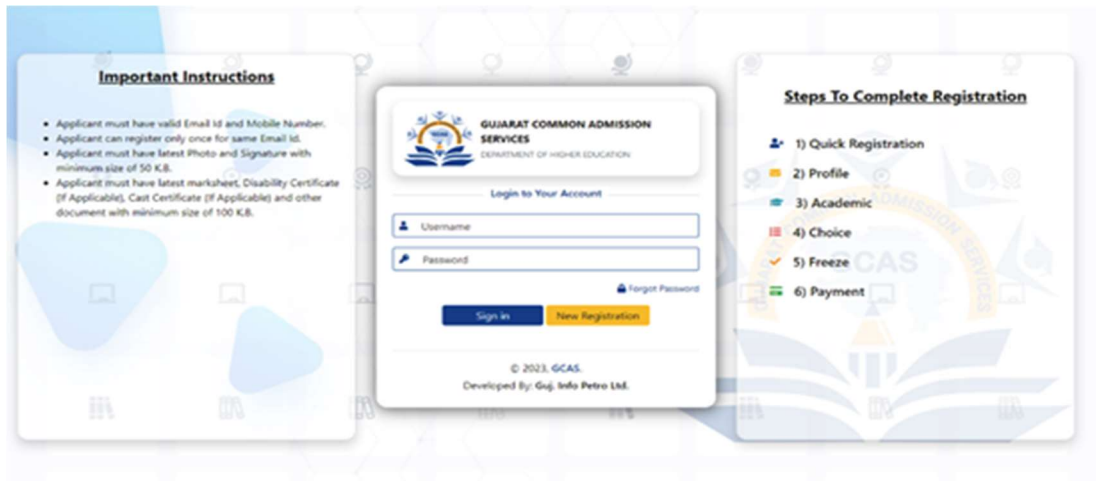 Important Instructions
Applicant must have valid Email Id and Mobile Number.
Applicant can register only once for same Email Id.
Applicant must have latest Photo and Signature with
minimum size of 50 K.B.
Applicant must have latest marksheet, Disability Certificate
(If Applicable), Cast Certificate (If Applicable) and other
document with minimum size of 100 K.B.
GUJARAT COMMON ADMISSION
SERVICES
DEPARTMENT OF HIGHER EDUCATION
Login to Your Account
Username
Password
Forgot Password
Sign in
New Registration
© 2023, GCAS.
Developed By: Guj. Info Petro Ltd.
Steps To Complete Registration
1) Quick Registration
2) Profile
3) Academic
4) Choice
5) Freeze
6) Payment
GUJARAT COMMON ADMISSION SERVICES
GCAS